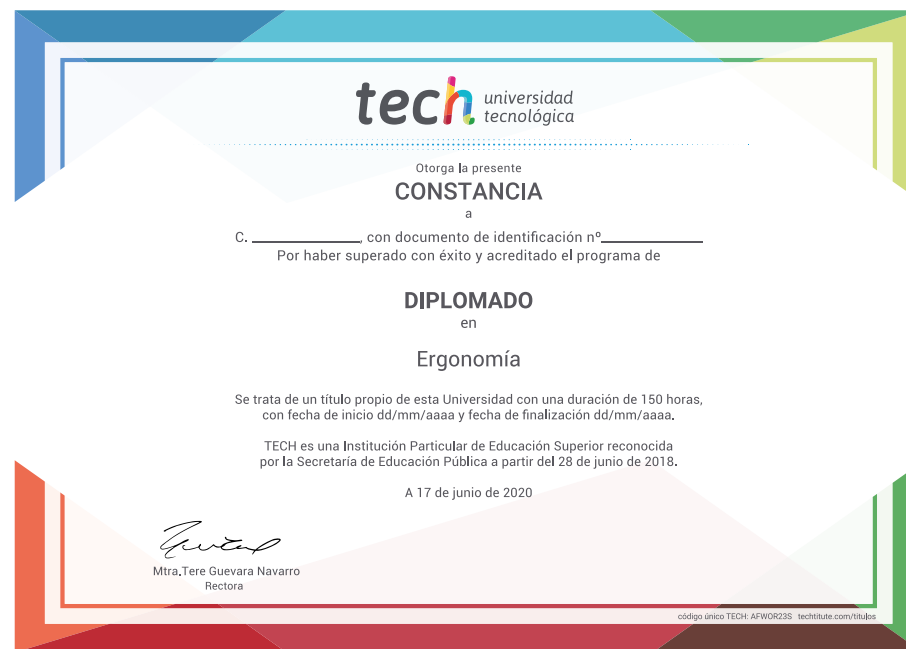 tech universidad
tecnológica
Otorga la presente
CONSTANCIA
a
C. ____________, con documento de identificación nº____________
Por haber superado con éxito y acreditado el programa de
DIPLOMADO
en
Ergonomía
Se trata de un título propio de esta Universidad con una duración de 150 horas,
con fecha de inicio dd/mm/aaaa y fecha de finalización dd/mm/aaaa.
TECH es una Institución Particular de Educación Superior reconocida
por la Secretaría de Educación Pública a partir del 28 de junio de 2018.
A 17 de junio de 2020
Mtra.Tere Guevara Navarro
Rectora
código único TECH: AFWOR23S techtitute.com/titulos